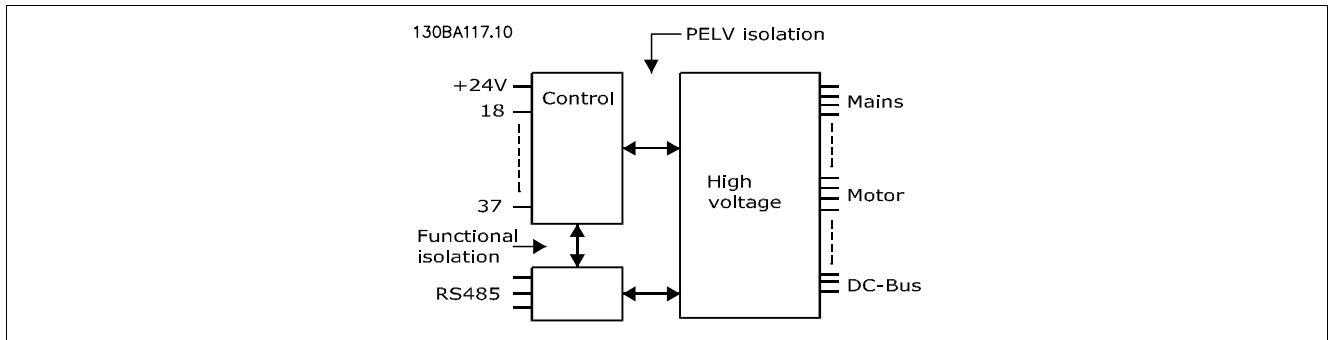 130BA117.10
PELV isolation
+24V
Control
18
Mains
High
voltage
37
Motor
Functional
isolation
RS485
DC-Bus